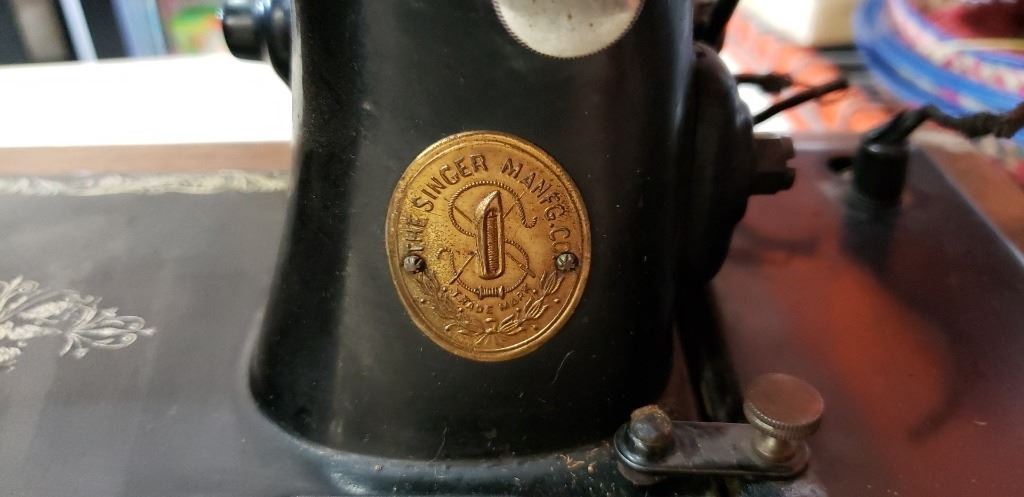 THE SINGER MANFG. CO.
TRADE MARK